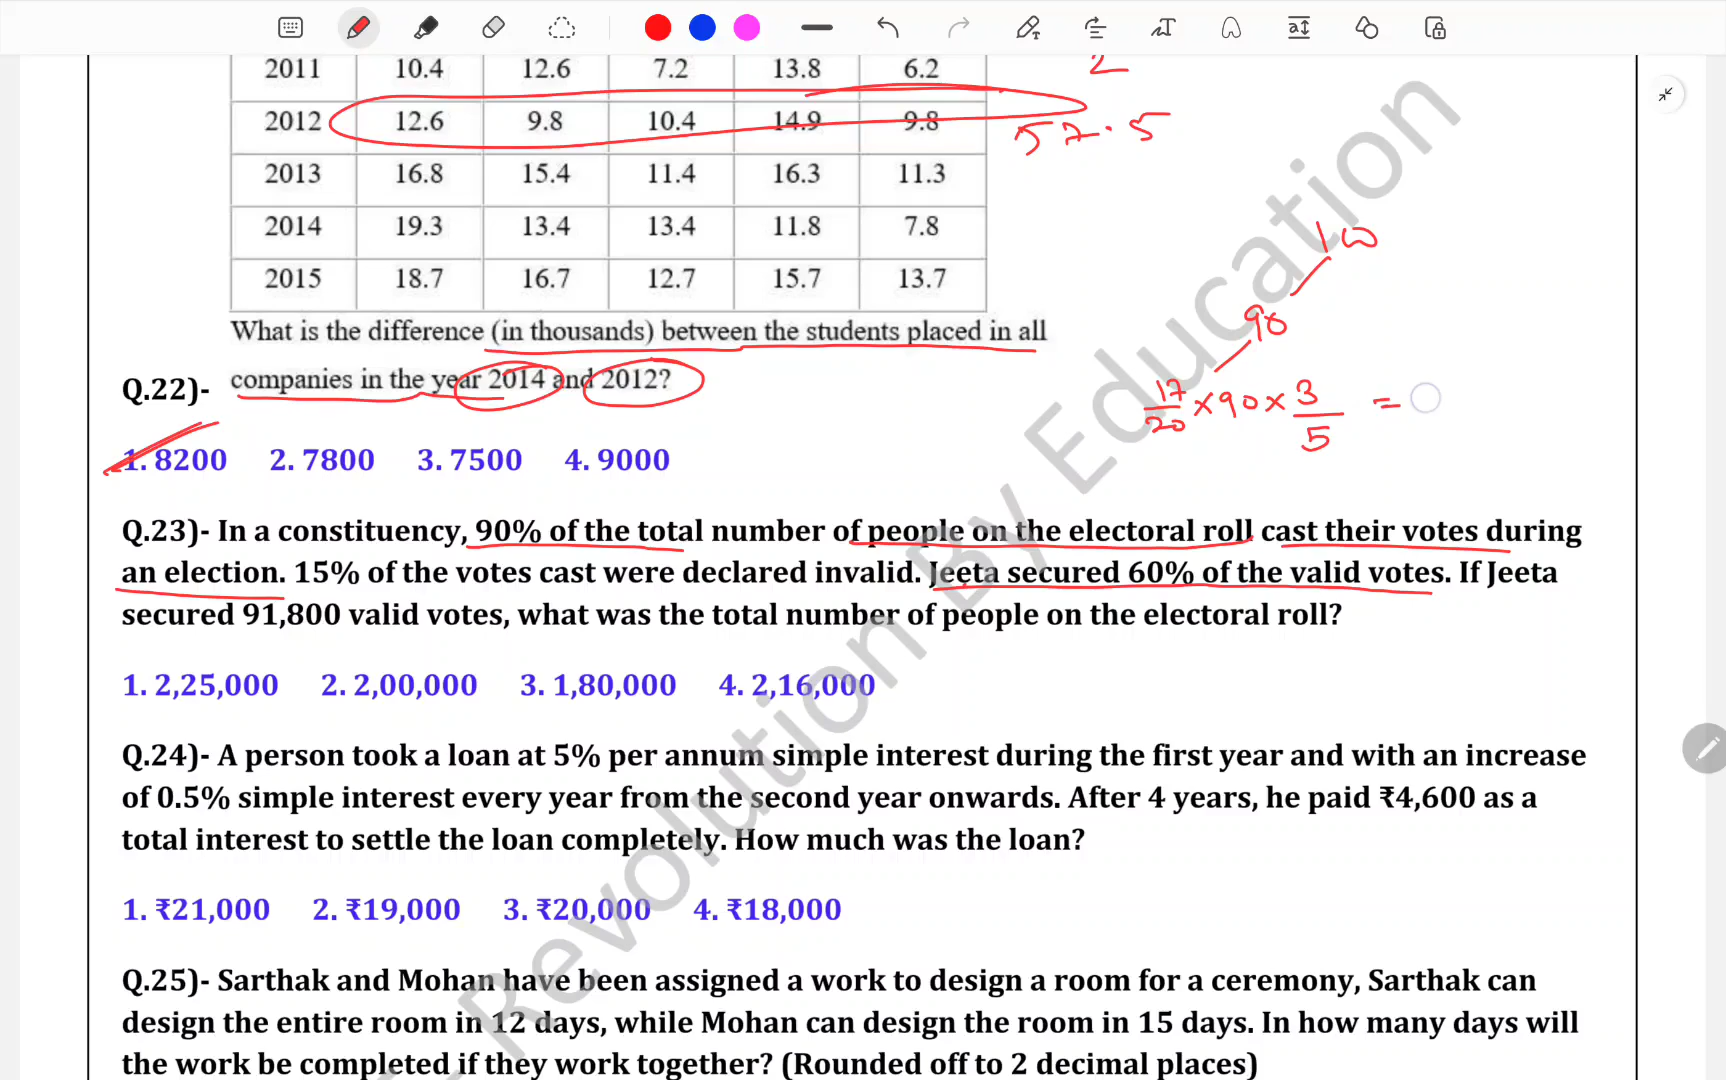 2011 10.4 12.6 7.2 13.8 6.2
2
2012 12.6 9.8 10.4 14.9 9.8
57.5
2013 16.8 15.4 11.4 16.3 11.3
2014 19.3 13.4 13.4 11.8 7.8
100
2015 18.7 16.7 12.7 15.7 13.7
90
What is the difference (in thousands) between the students placed in all
Q.22)- companies in the year 2014 and 2012?
17/20 × 90 × 3/5 =
1. 8200 2. 7800 3. 7500 4. 9000
Q.23)- In a constituency, 90% of the total number of people on the electoral roll cast their votes during
an election. 15% of the votes cast were declared invalid. Jeeta secured 60% of the valid votes. If Jeeta
secured 91,800 valid votes, what was the total number of people on the electoral roll?
1. 2,25,000 2. 2,00,000 3. 1,80,000 4. 2,16,000
Q.24)- A person took a loan at 5% per annum simple interest during the first year and with an increase
of 0.5% simple interest every year from the second year onwards. After 4 years, he paid ₹4,600 as a
total interest to settle the loan completely. How much was the loan?
1. ₹21,000 2. ₹19,000 3. ₹20,000 4. ₹18,000
Q.25)- Sarthak and Mohan have been assigned a work to design a room for a ceremony, Sarthak can
design the entire room in 12 days, while Mohan can design the room in 15 days. In how many days will
the work be completed if they work together? (Rounded off to 2 decimal places)
Revolution By Education